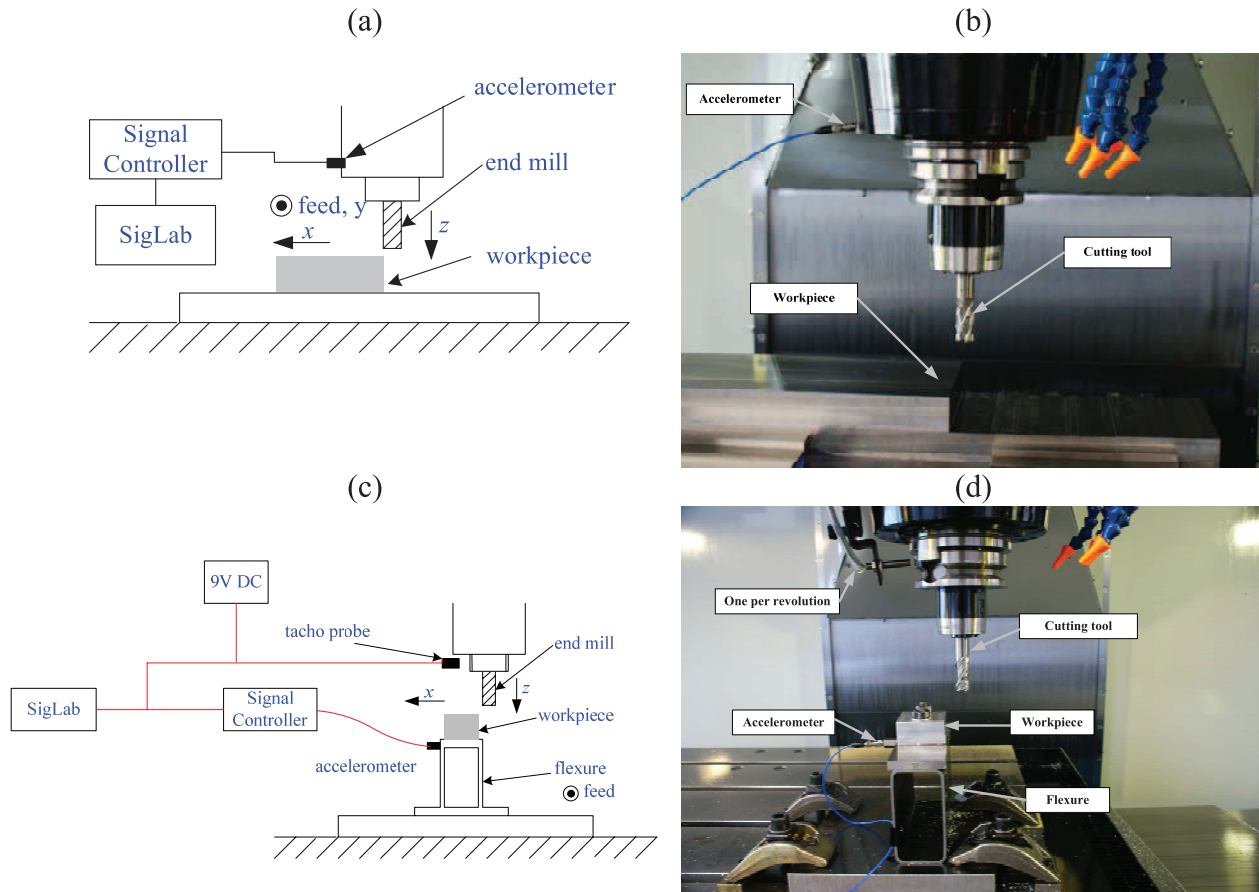 (a)
accelerometer
Signal
Controller
end mill
feed, y
x
z
SigLab
workpiece
(b)
Accelerometer
Cutting tool
Workpiece
(c)
9V DC
tacho probe
end mill
x
z
SigLab
Signal
Controller
workpiece
accelerometer
flexure
feed
(d)
One per revolution
Cutting tool
Accelerometer
Workpiece
Flexure